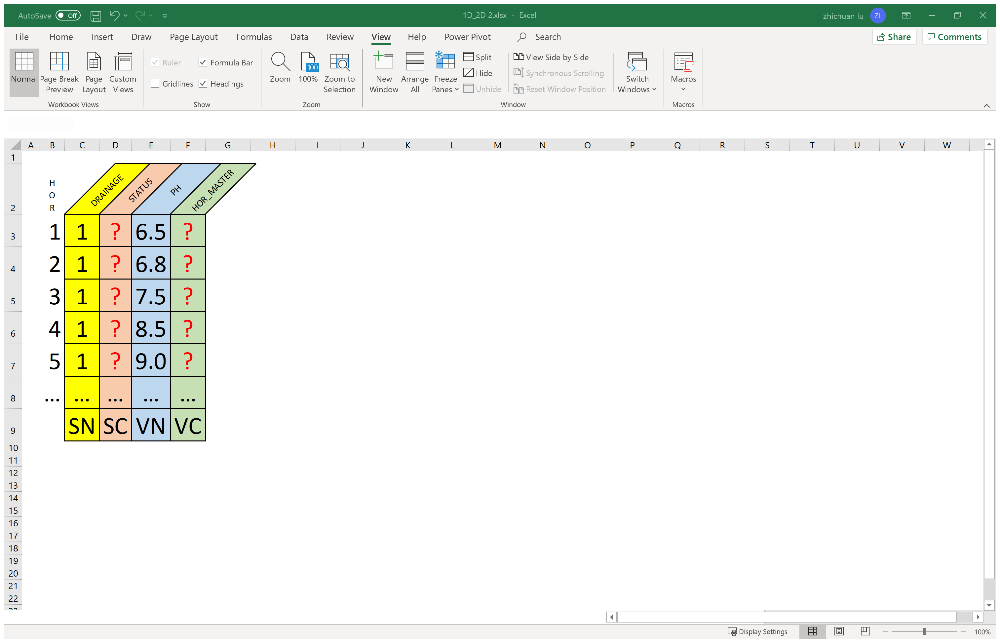 AutoSave Off
1D_2D 2.xlsx - Excel
zhichuan lu ZL
File Home Insert Draw Page Layout Formulas Data Review View Help Power Pivot Search Share Comments
Normal
Page Break Preview
Page Layout
Custom Views
Workbook Views
Ruler Formula Bar
Gridlines Headings
Show
Zoom
100 100%
Zoom to Selection
Zoom
New Window
Arrange All
Freeze Panes
Split
Hide
Unhide
View Side by Side
Synchronous Scrolling
Reset Window Position
Window
Switch Windows
Macros
Macros
A B C D E F G H I J K L M N O P Q R S T U V W
1
2 HOR DRAINAGE STATUS PH HOR_MASTER
3 1 1 ? 6.5 ?
4 2 1 ? 6.8 ?
5 3 1 ? 7.5 ?
6 4 1 ? 8.5 ?
7 5 1 ? 9.0 ?
8 ... ... ... ... ...
9 SN SC VN VC
10
11
12
13
14
15
16
17
18
19
20
21
22
Display Settings 100%